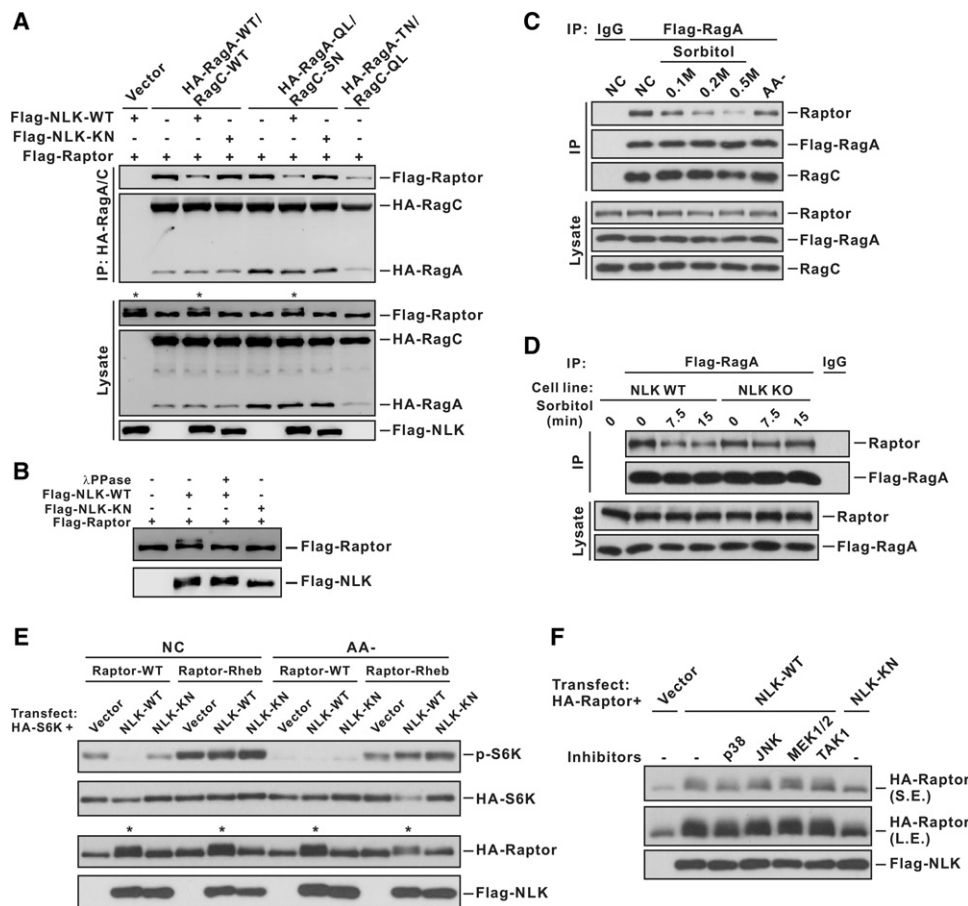 A
Vector
HA-RagA-WT/
RagC-WT
HA-RagA-QL/
RagC-SN
HA-RagA-TN/
RagC-QL
Flag-NLK-WT + - + - - + - -
Flag-NLK-KN - - - + - - + -
Flag-Raptor + + + + + + + +
IP: HA-RagA/C
Flag-Raptor
HA-RagC
HA-RagA
* * *
Lysate
Flag-Raptor
HA-RagC
HA-RagA
Flag-NLK
B
λPPase - - + -
Flag-NLK-WT - + + -
Flag-NLK-KN - - - +
Flag-Raptor + + + +
Flag-Raptor
Flag-NLK
C
IP: IgG Flag-RagA
Sorbitol
NC NC 0.1M 0.2M 0.5M AA-
IP
Raptor
Flag-RagA
RagC
Lysate
Raptor
Flag-RagA
RagC
D
IP: Flag-RagA IgG
Cell line: NLK WT NLK KO
Sorbitol
(min) 0 0 7.5 15 0 7.5 15
IP
Raptor
Flag-RagA
Lysate
Raptor
Flag-RagA
E
NC AA-
Raptor-WT Raptor-Rheb Raptor-WT Raptor-Rheb
Transfect:
HA-S6K +
Vector NLK-WT NLK-KN Vector NLK-WT NLK-KN Vector NLK-WT NLK-KN Vector NLK-WT NLK-KN
p-S6K
HA-S6K
* * * *
HA-Raptor
Flag-NLK
F
Transfect:
HA-Raptor+
Vector NLK-WT NLK-KN
Inhibitors - - p38 JNK MEK1/2 TAK1 -
HA-Raptor
(S.E.)
HA-Raptor
(L.E.)
Flag-NLK